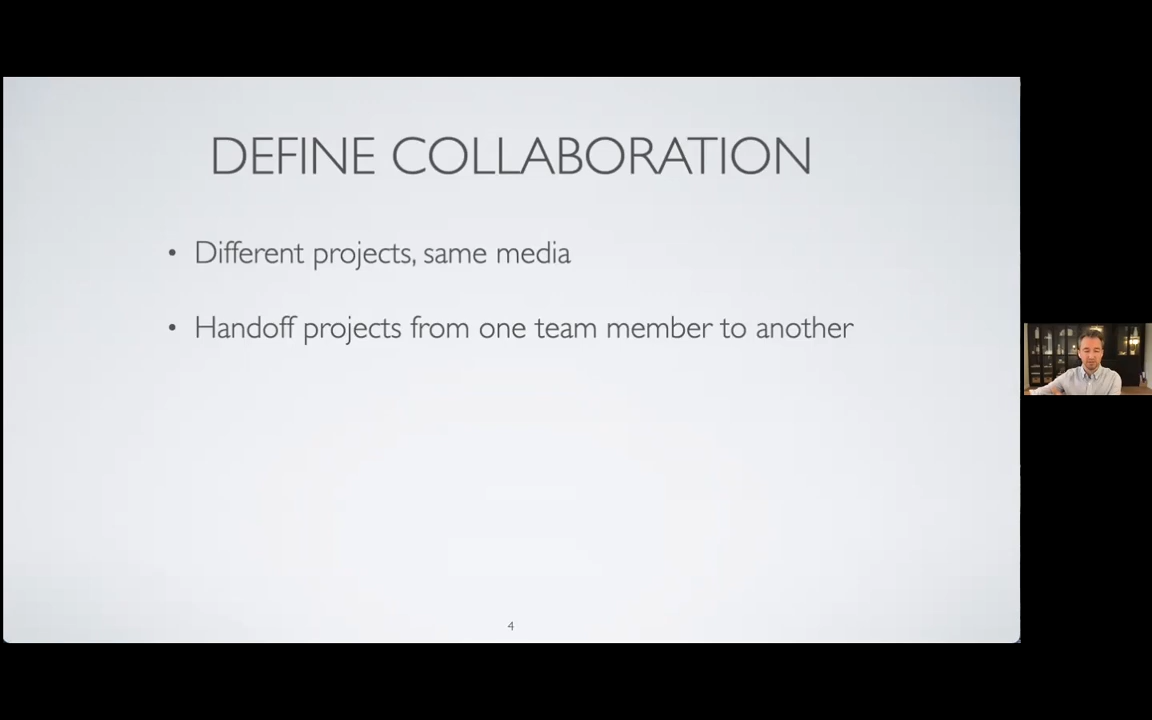 DEFINE COLLABORATION
• Different projects, same media
• Handoff projects from one team member to another
4